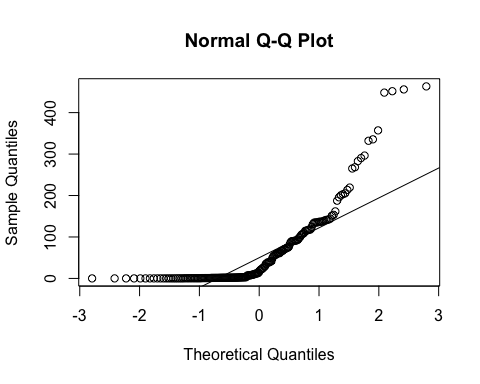 Normal Q-Q Plot
Sample Quantiles
400
300
200
100
0
-3 -2 -1 0 1 2 3
Theoretical Quantiles